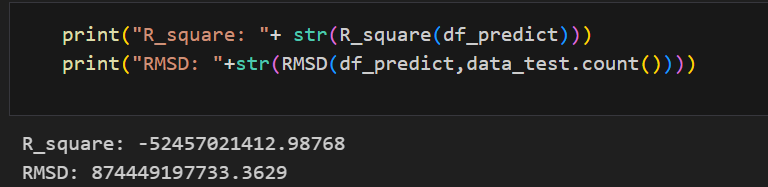 print("R_square: "+ str(R_square(df_predict)))
print("RMSD: "+str(RMSD(df_predict,data_test.count())))
R_square: -52457021412.98768
RMSD: 874449197733.3629